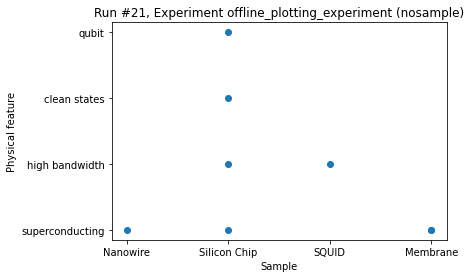 Run #21, Experiment offline_plotting_experiment (nosample)
qubit
clean states
high bandwidth
superconducting
Physical feature
Nanowire Silicon Chip SQUID Membrane
Sample